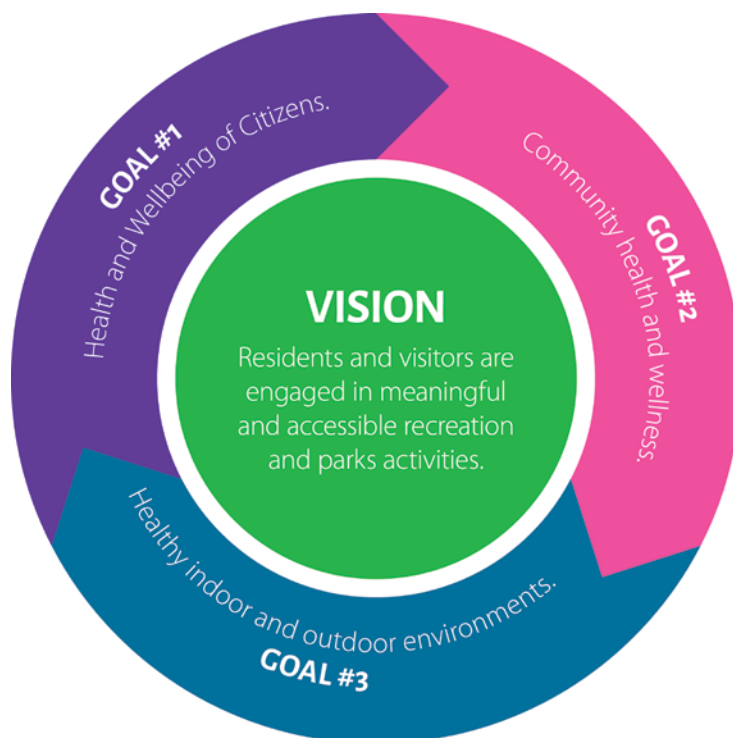 GOAL #1
Health and Wellbeing of Citizens.
GOAL #2
Community health and wellness.
VISION
Residents and visitors are
engaged in meaningful
and accessible recreation
and parks activities.
Healthy indoor and outdoor environments.
GOAL #3